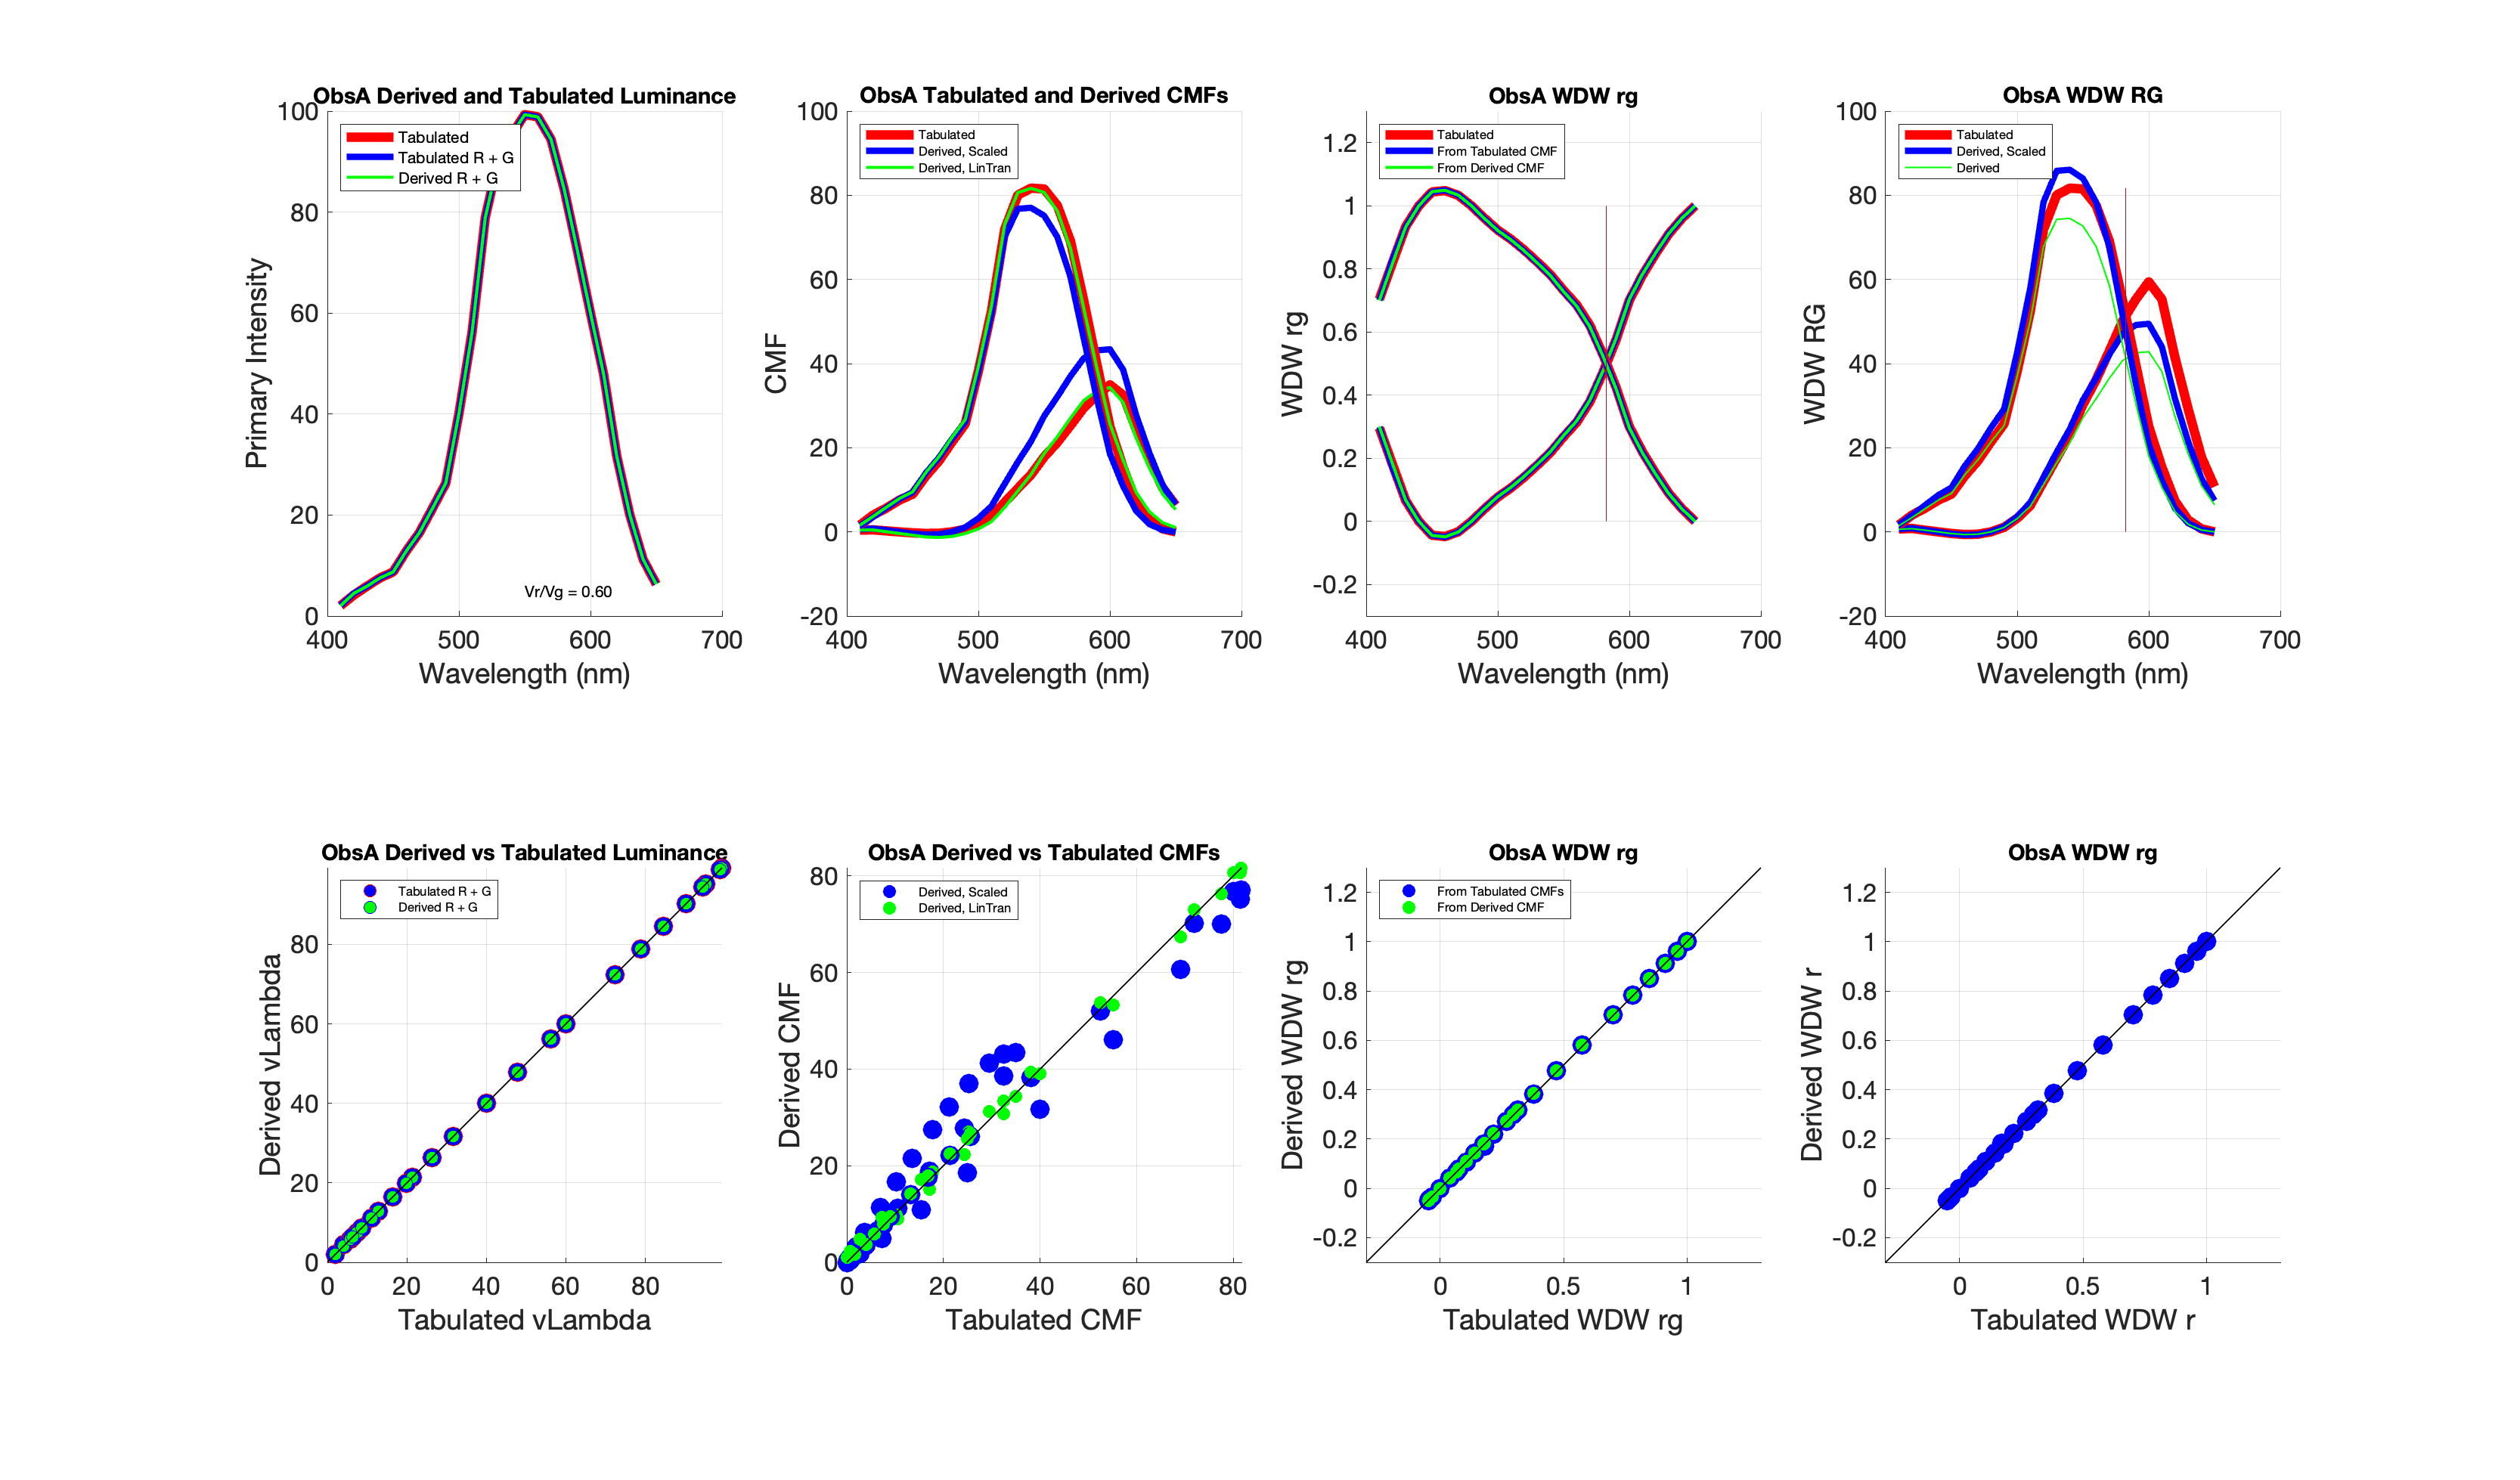 ObsA Derived and Tabulated Luminance
100
80
60
40
20
0
Primary Intensity
Tabulated
Tabulated R + G
Derived R + G
Vr/Vg = 0.60
400 500 600 700
Wavelength (nm)
ObsA Tabulated and Derived CMFs
100
80
60
40
20
0
-20
CMF
Tabulated
Derived, Scaled
Derived, LinTran
400 500 600 700
Wavelength (nm)
ObsA WDW rg
1.2
1
0.8
0.6
0.4
0.2
0
-0.2
WDW rg
Tabulated
From Tabulated CMF
From Derived CMF
400 500 600 700
Wavelength (nm)
ObsA WDW RG
100
80
60
40
20
0
-20
WDW RG
Tabulated
Derived, Scaled
Derived
400 500 600 700
Wavelength (nm)
ObsA Derived vs Tabulated Luminance
80
60
40
20
0
Derived vLambda
Tabulated R + G
Derived R + G
0 20 40 60 80
Tabulated vLambda
ObsA Derived vs Tabulated CMFs
80
60
40
20
0
Derived CMF
Derived, Scaled
Derived, LinTran
0 20 40 60 80
Tabulated CMF
ObsA WDW rg
1.2
1
0.8
0.6
0.4
0.2
0
-0.2
Derived WDW rg
From Tabulated CMFs
From Derived CMF
0 0.5 1
Tabulated WDW rg
ObsA WDW rg
1.2
1
0.8
0.6
0.4
0.2
0
-0.2
Derived WDW r
0 0.5 1
Tabulated WDW r